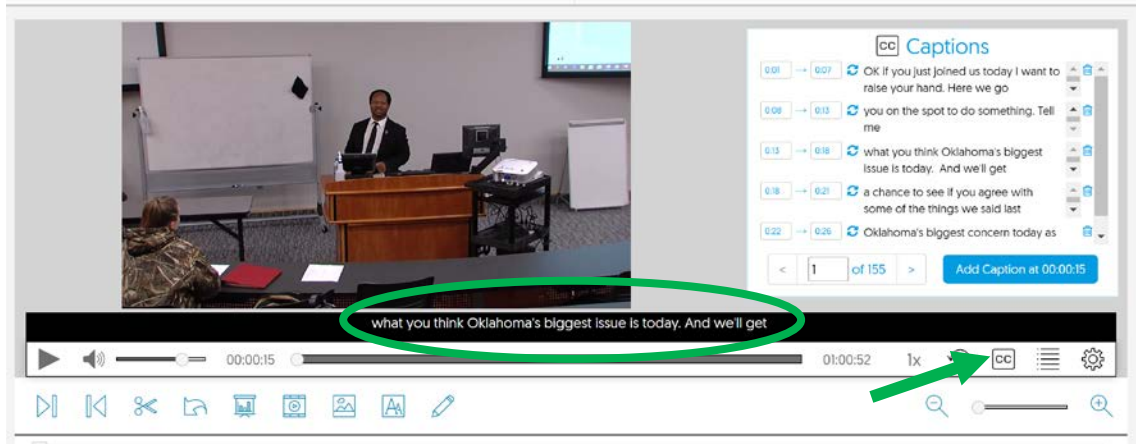 CC Captions
0:01 → 0:07 OK if you just joined us today I want to
raise your hand. Here we go
0:08 → 0:13 you on the spot to do something. Tell
me
0:13 → 0:18 what you think Oklahoma's biggest
issue is today. And we'll get
0:18 → 0:21 a chance to see if you agree with
some of the things we said last
0:22 → 0:26 Oklahoma's biggest concern today as
< 1 of 155 > Add Caption at 00:00:15
what you think Oklahoma's biggest issue is today. And we'll get
00:00:15 01:00:52 1x CC